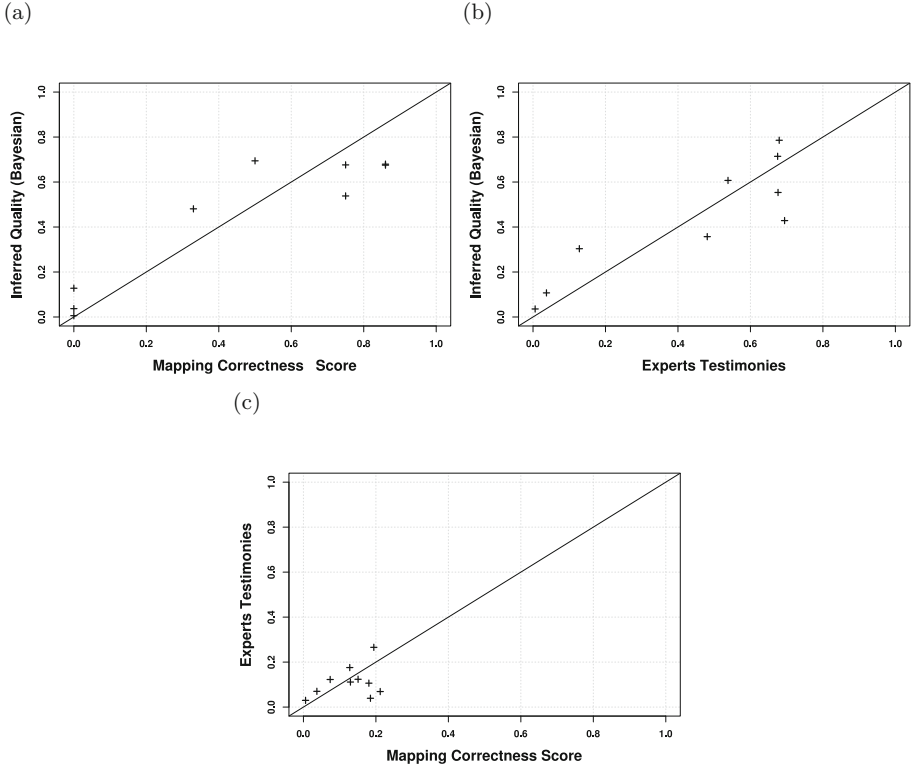 (a)
(b)
Inferred Quality (Bayesian)
1.0
0.8
0.6
0.4
0.2
0.0
0.0 0.2 0.4 0.6 0.8 1.0
Mapping Correctness Score
Inferred Quality (Bayesian)
1.0
0.8
0.6
0.4
0.2
0.0
0.0 0.2 0.4 0.6 0.8 1.0
Experts Testimonies
(c)
Experts Testimonies
1.0
0.8
0.6
0.4
0.2
0.0
0.0 0.2 0.4 0.6 0.8 1.0
Mapping Correctness Score